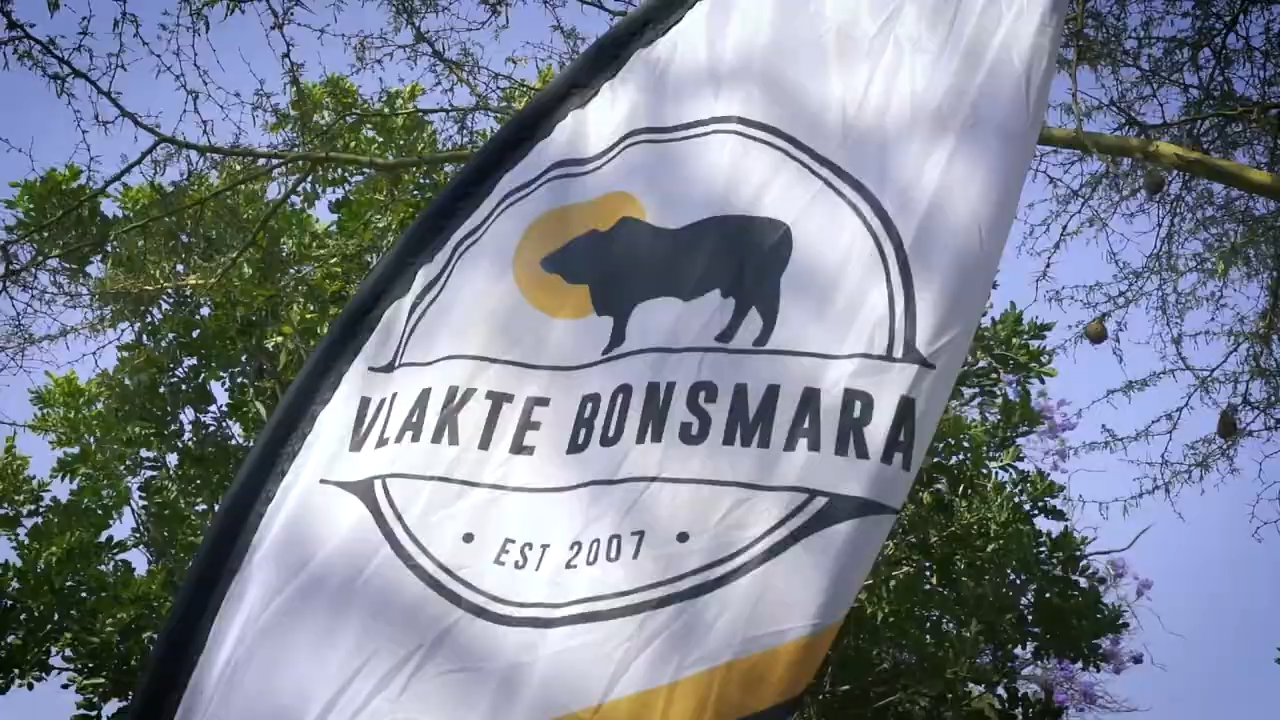 VLAKTE BONSMARA
• EST 2007 •